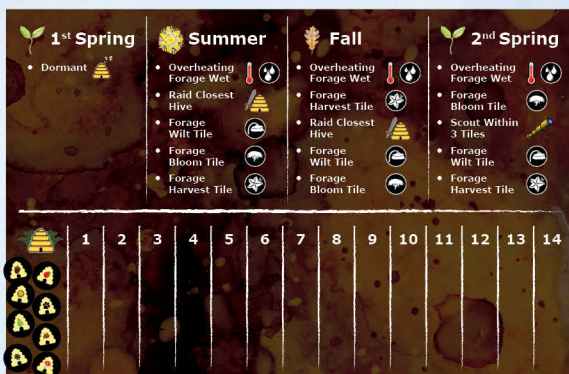 1st Spring
• Dormant
Summer
• Overheating
Forage Wet
• Raid Closest
Hive
• Forage
Wilt Tile
• Forage
Bloom Tile
• Forage
Harvest Tile
Fall
• Overheating
Forage Wet
• Forage
Harvest Tile
• Raid Closest
Hive
• Forage
Wilt Tile
• Forage
Bloom Tile
2nd Spring
• Overheating
Forage Wet
• Forage
Bloom Tile
• Scout Within
3 Tiles
• Forage
Wilt Tile
• Forage
Harvest Tile
1 2 3 4 5 6 7 8 9 10 11 12 13 14